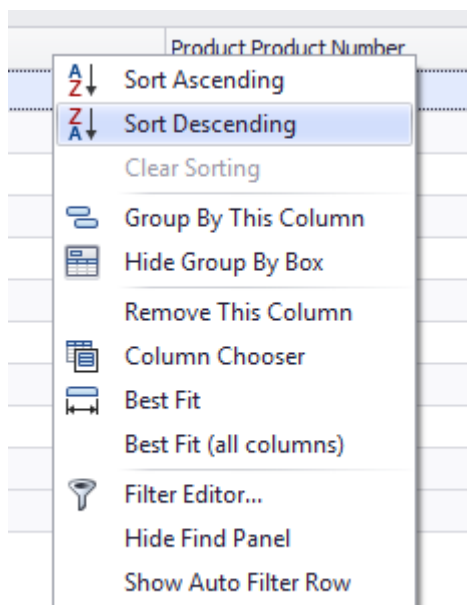 Product Product Number
A
Z
Sort Ascending
Z
A
Sort Descending
Clear Sorting
Group By This Column
Hide Group By Box
Remove This Column
Column Chooser
Best Fit
Best Fit (all columns)
Filter Editor...
Hide Find Panel
Show Auto Filter Row